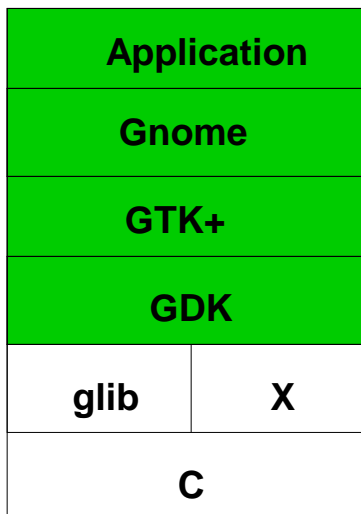 Application
Gnome
GTK+
GDK
glib X
C